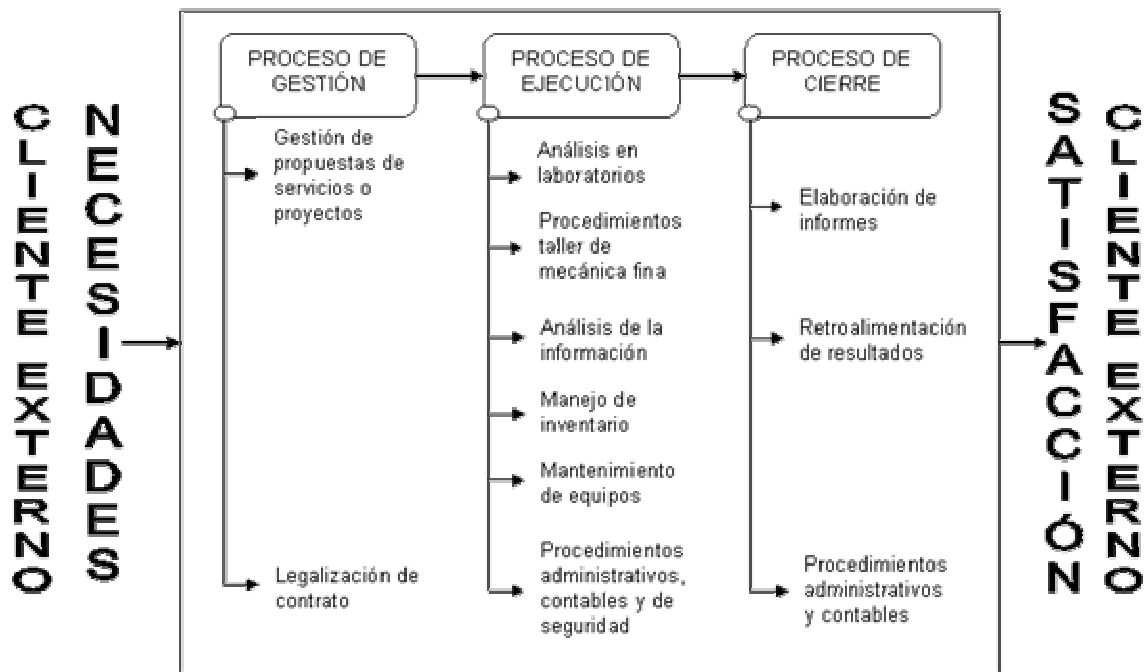 CLIENTE EXTERNO
NECESIDADES
PROCESO DE
GESTIÓN
Gestión de
propuestas de
servicios o
proyectos
Legalización de
contrato
PROCESO DE
EJECUCIÓN
Análisis en
laboratorios
Procedimientos
taller de
mecánica fina
Análisis de la
información
Manejo de
inventario
Mantenimiento
de equipos
Procedimientos
administrativos,
contables y de
seguridad
PROCESO DE
CIERRE
Elaboración de
informes
Retroalimentación
de resultados
Procedimientos
administrativos
y contables
SATISFACCIÓN
CLIENTE EXTERNO